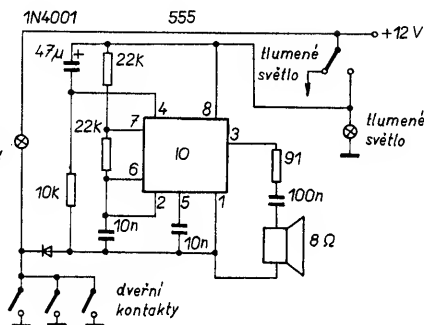 1N4001 555
+12 V
47µ +
22k
tlumené
světlo
4 8
22k 7 3
IO
tlumené
světlo
6 91
10k 2 5 1 100n
10n 10n 8 Ω
dveřní
kontakty